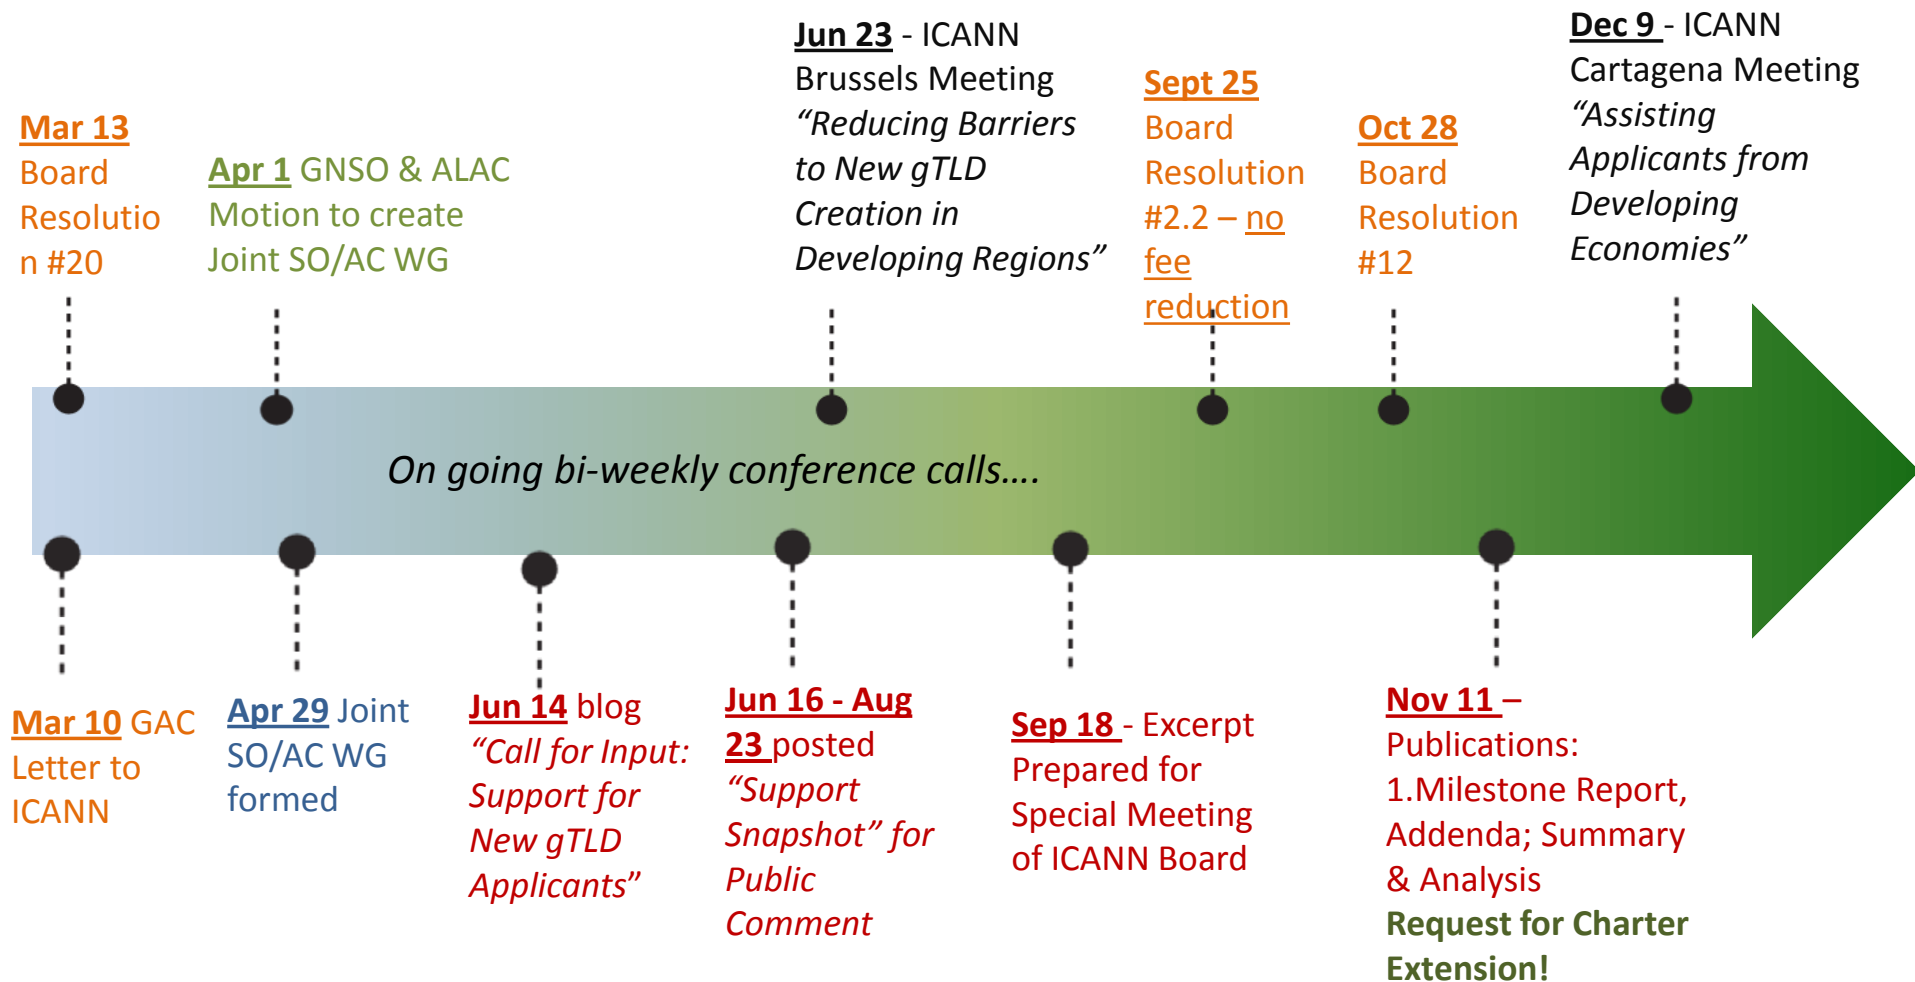 Mar 13
Board
Resolutio
n #20
Apr 1 GNSO & ALAC
Motion to create
Joint SO/AC WG
Jun 23 - ICANN
Brussels Meeting
“Reducing Barriers
to New gTLD
Creation in
Developing Regions”
Sept 25
Board
Resolution
#2.2 – no
fee
reduction
Oct 28
Board
Resolution
#12
Dec 9 - ICANN
Cartagena Meeting
“Assisting
Applicants from
Developing
Economies”
On going bi-weekly conference calls….
Mar 10 GAC
Letter to
ICANN
Apr 29 Joint
SO/AC WG
formed
Jun 14 blog
“Call for Input:
Support for
New gTLD
Applicants”
Jun 16 - Aug
23 posted
“Support
Snapshot” for
Public
Comment
Sep 18 - Excerpt
Prepared for
Special Meeting
of ICANN Board
Nov 11 –
Publications:
1.Milestone Report,
Addenda; Summary
& Analysis
Request for Charter
Extension!